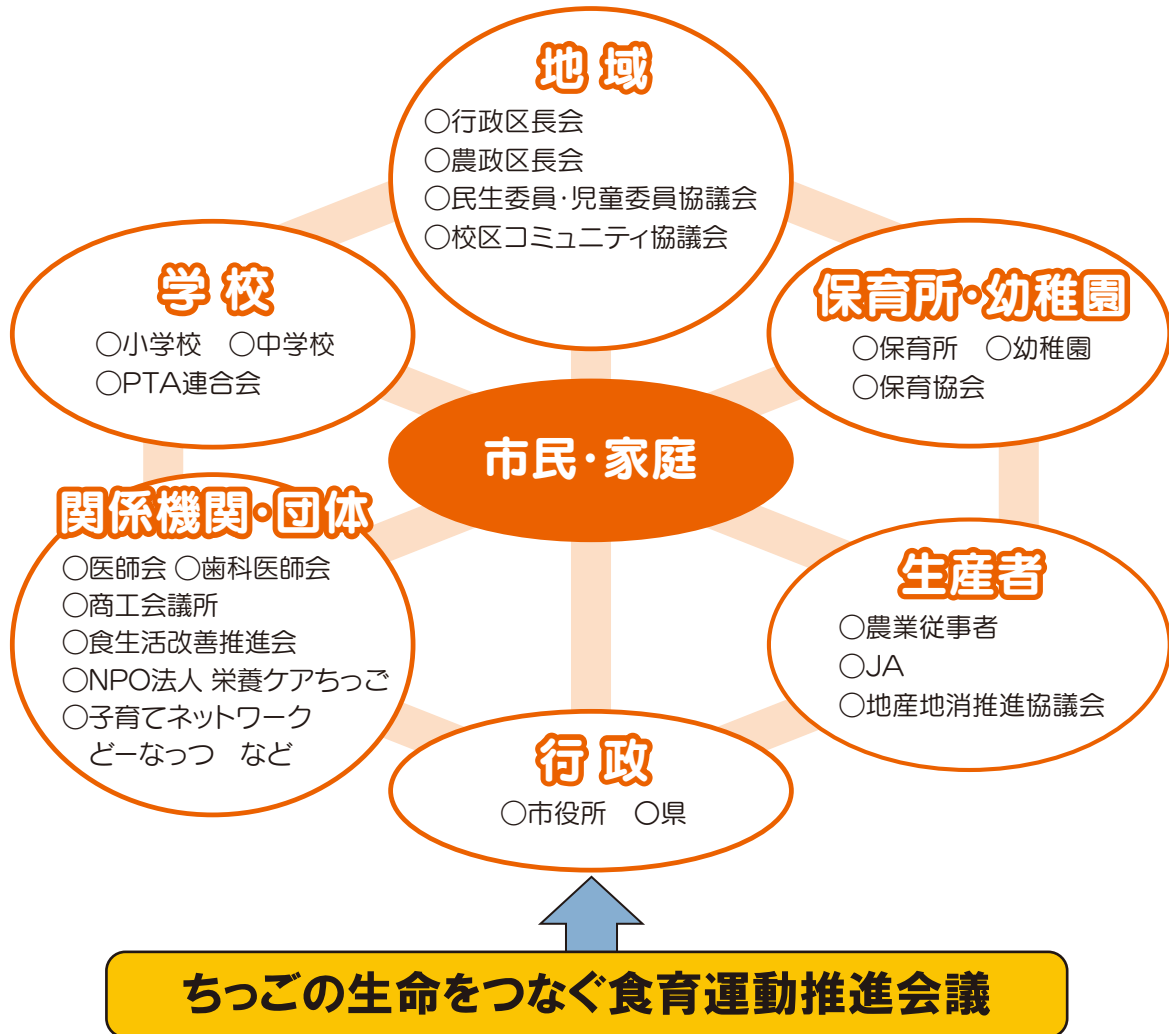 地域
○行政区長会
○農政区長会
○民生委員・児童委員協議会
○校区コミュニティ協議会
学校
○小学校　○中学校
○PTA連合会
保育所・幼稚園
○保育所　○幼稚園
○保育協会
市民・家庭
関係機関・団体
○医師会 ○歯科医師会
○商工会議所
○食生活改善推進会
○NPO法人 栄養ケアちっご
○子育てネットワーク
どーなっつ　など
生産者
○農業従事者
○JA
○地産地消推進協議会
行政
○市役所　○県
ちっごの生命をつなぐ食育運動推進会議